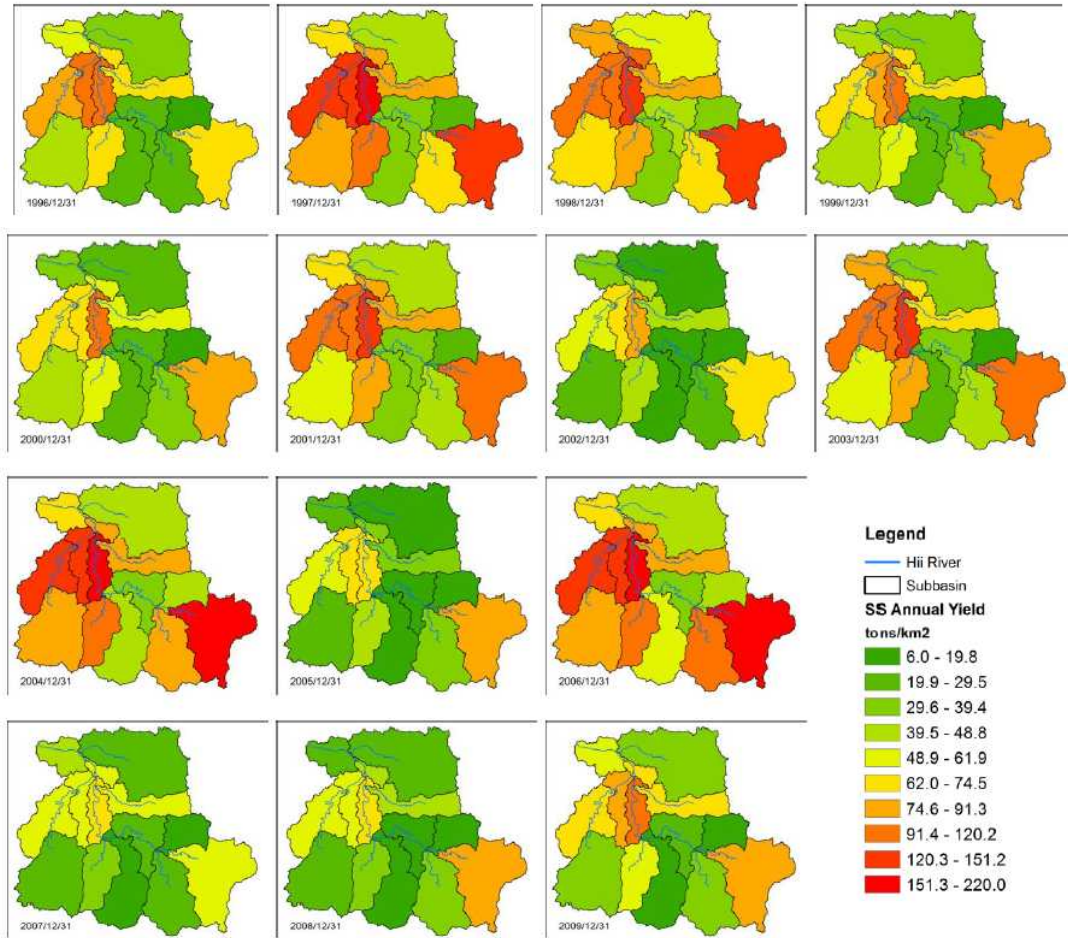 1996/12/31
1997/12/31
1998/12/31
1999/12/31
2000/12/31
2001/12/31
2002/12/31
2003/12/31
2004/12/31
2005/12/31
2006/12/31
Legend
Hii River
Subbasin
SS Annual Yield
tons/km2
6.0 - 19.8
19.9 - 29.5
29.6 - 39.4
39.5 - 48.8
48.9 - 61.9
62.0 - 74.5
74.6 - 91.3
91.4 - 120.2
120.3 - 151.2
151.3 - 220.0
2007/12/31
2008/12/31
2009/12/31